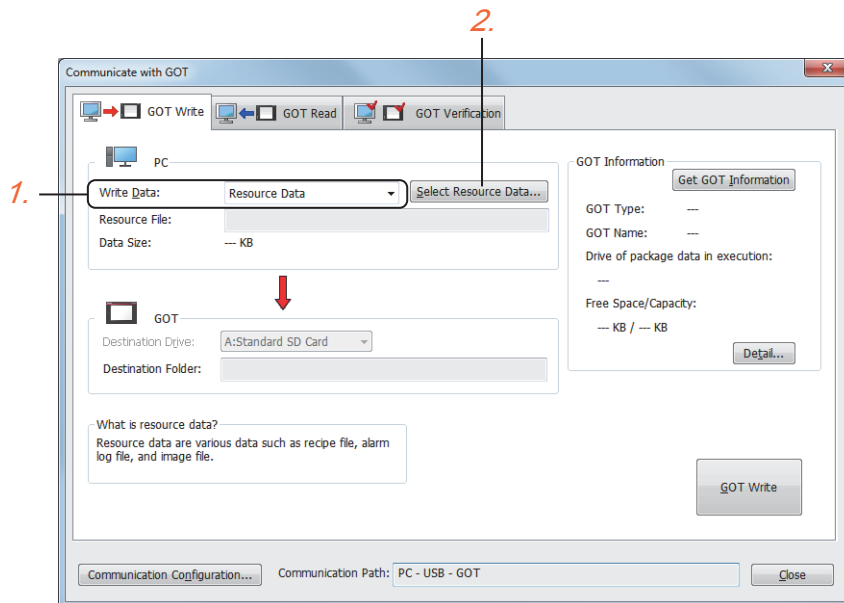 2.
Communicate with GOT
GOT Write
GOT Read
GOT Verification
PC
1.
Write Data:
Resource Data
Select Resource Data...
Resource File:
Data Size:
--- KB
GOT
Destination Drive:
A:Standard SD Card
Destination Folder:
What is resource data?
Resource data are various data such as recipe file, alarm
log file, and image file.
GOT Information
Get GOT Information
GOT Type:
---
GOT Name:
---
Drive of package data in execution:
---
Free Space/Capacity:
--- KB / --- KB
Detail...
GOT Write
Communication Configuration...
Communication Path:
PC - USB - GOT
Close